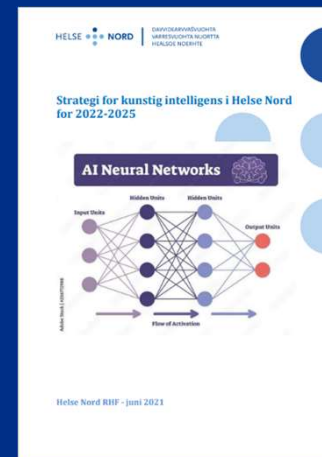 HELSE NORD
DAVVI DEARVVAŠVUOHTA
VARRESVUOHTA NUORTTA
HEALSOE NOERHTE
Strategi for kunstig intelligens i Helse Nord
for 2022-2025
AI Neural Networks
Hidden Units Hidden Units
Input Units
Output Units
Flow of Activation
Helse Nord RHF - juni 2021